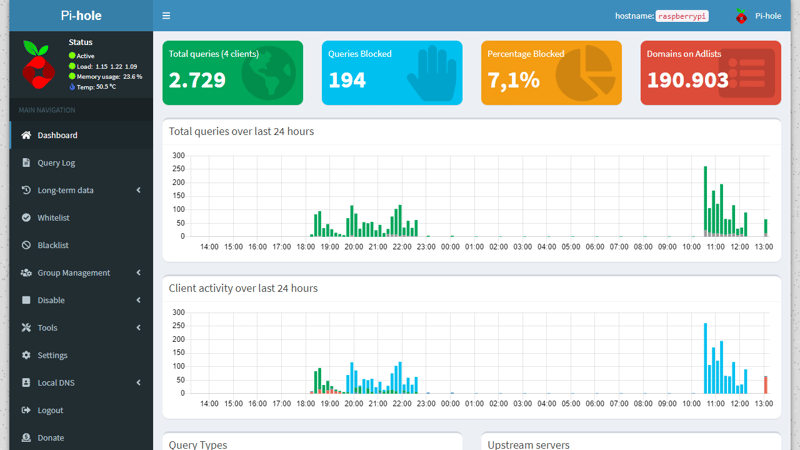 Pi-hole
hostname: raspberrypi
Pi-hole
Status
Active
Load: 1.15 1.22 1.09
Memory usage: 23.6 %
Temp: 50.5 °C
MAIN NAVIGATION
Dashboard
Query Log
Long-term data
Whitelist
Blacklist
Group Management
Disable
Tools
Settings
Local DNS
Logout
Donate
Total queries (4 clients)
2.729
Queries Blocked
194
Percentage Blocked
7,1%
Domains on Adlists
190.903
Total queries over last 24 hours
300
250
200
150
100
50
0
14:00 15:00 16:00 17:00 18:00 19:00 20:00 21:00 22:00 23:00 00:00 01:00 02:00 03:00 04:00 05:00 06:00 07:00 08:00 09:00 10:00 11:00 12:00 13:00
Client activity over last 24 hours
300
250
200
150
100
50
0
14:00 15:00 16:00 17:00 18:00 19:00 20:00 21:00 22:00 23:00 00:00 01:00 02:00 03:00 04:00 05:00 06:00 07:00 08:00 09:00 10:00 11:00 12:00 13:00
Query Types
Upstream servers